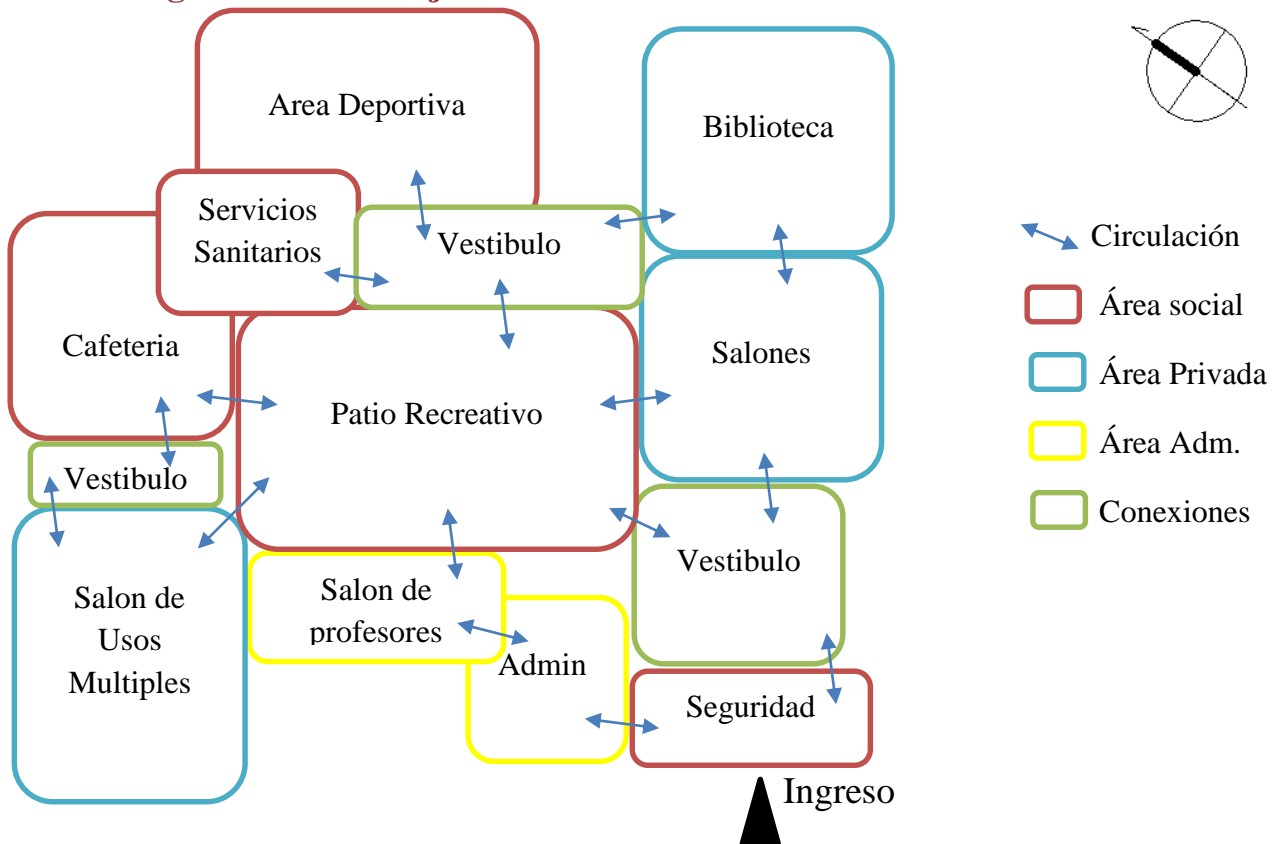 Area Deportiva
Biblioteca
Servicios
Sanitarios
Vestibulo
Cafeteria
Patio Recreativo
Salones
Vestibulo
Vestibulo
Salon de
Usos
Multiples
Salon de
profesores
Admin
Seguridad
Ingreso
Circulación
Área social
Área Privada
Área Adm.
Conexiones